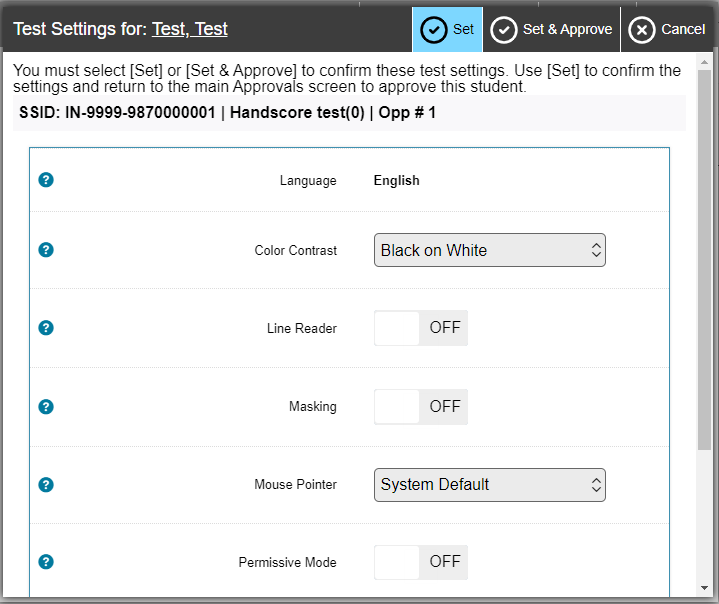 Test Settings for: Test, Test
Set
Set & Approve
Cancel
You must select [Set] or [Set & Approve] to confirm these test settings. Use [Set] to confirm the
settings and return to the main Approvals screen to approve this student.
SSID: IN-9999-9870000001 | Handscore test(0) | Opp # 1
? Language English
? Color Contrast Black on White
? Line Reader OFF
? Masking OFF
? Mouse Pointer System Default
? Permissive Mode OFF